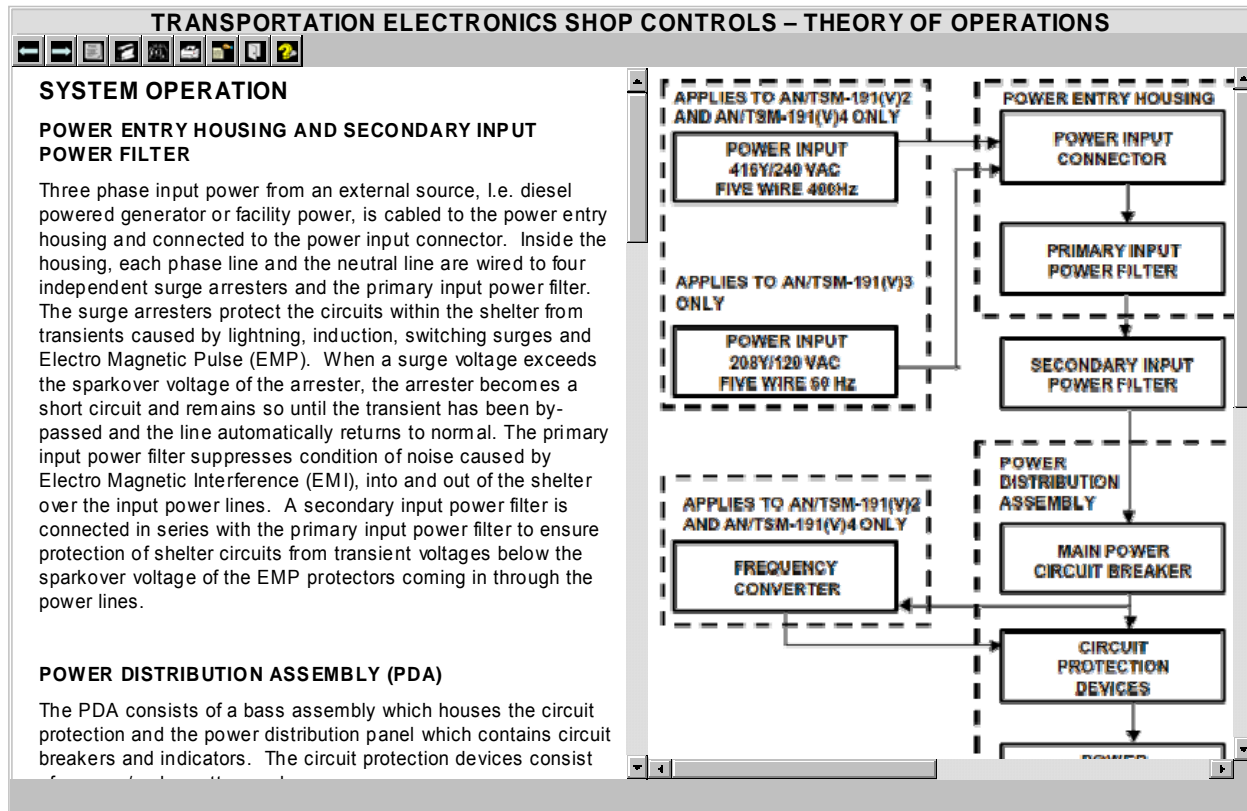 TRANSPORTATION ELECTRONICS SHOP CONTROLS – THEORY OF OPERATIONS
SYSTEM OPERATION
POWER ENTRY HOUSING AND SECONDARY INPUT
POWER FILTER
Three phase input power from an external source, I.e. diesel
powered generator or facility power, is cabled to the power entry
housing and connected to the power input connector.  Inside the
housing, each phase line and the neutral line are wired to four
independent surge arresters and the primary input power filter.
The surge arresters protect the circuits within the shelter from
transients caused by lightning, induction, switching surges and
Electro Magnetic Pulse (EMP).  When a surge voltage exceeds
the sparkover voltage of the arrester, the arrester becomes a
short circuit and remains so until the transient has been by-
passed and the line automatically returns to normal. The primary
input power filter suppresses condition of noise caused by
Electro Magnetic Interference (EMI), into and out of the shelter
over the input power lines.  A secondary input power filter is
connected in series with the primary input power filter to ensure
protection of shelter circuits from transient voltages below the
sparkover voltage of the EMP protectors coming in through the
power lines.
POWER DISTRIBUTION ASSEMBLY (PDA)
The PDA consists of a bass assembly which houses the circuit
protection and the power distribution panel which contains circuit
breakers and indicators.  The circuit protection devices consist
APPLIES TO AN/TSM-191(V)2
AND AN/TSM-191(V)4 ONLY
POWER INPUT
416Y/240 VAC
FIVE WIRE 400Hz
APPLIES TO AN/TSM-191(V)3
ONLY
POWER INPUT
208Y/120 VAC
FIVE WIRE 60 Hz
POWER ENTRY HOUSING
POWER INPUT
CONNECTOR
PRIMARY INPUT
POWER FILTER
SECONDARY INPUT
POWER FILTER
APPLIES TO AN/TSM-191(V)2
AND AN/TSM-191(V)4 ONLY
FREQUENCY
CONVERTER
POWER
DISTRIBUTION
ASSEMBLY
MAIN POWER
CIRCUIT BREAKER
CIRCUIT
PROTECTION
DEVICES
POWER